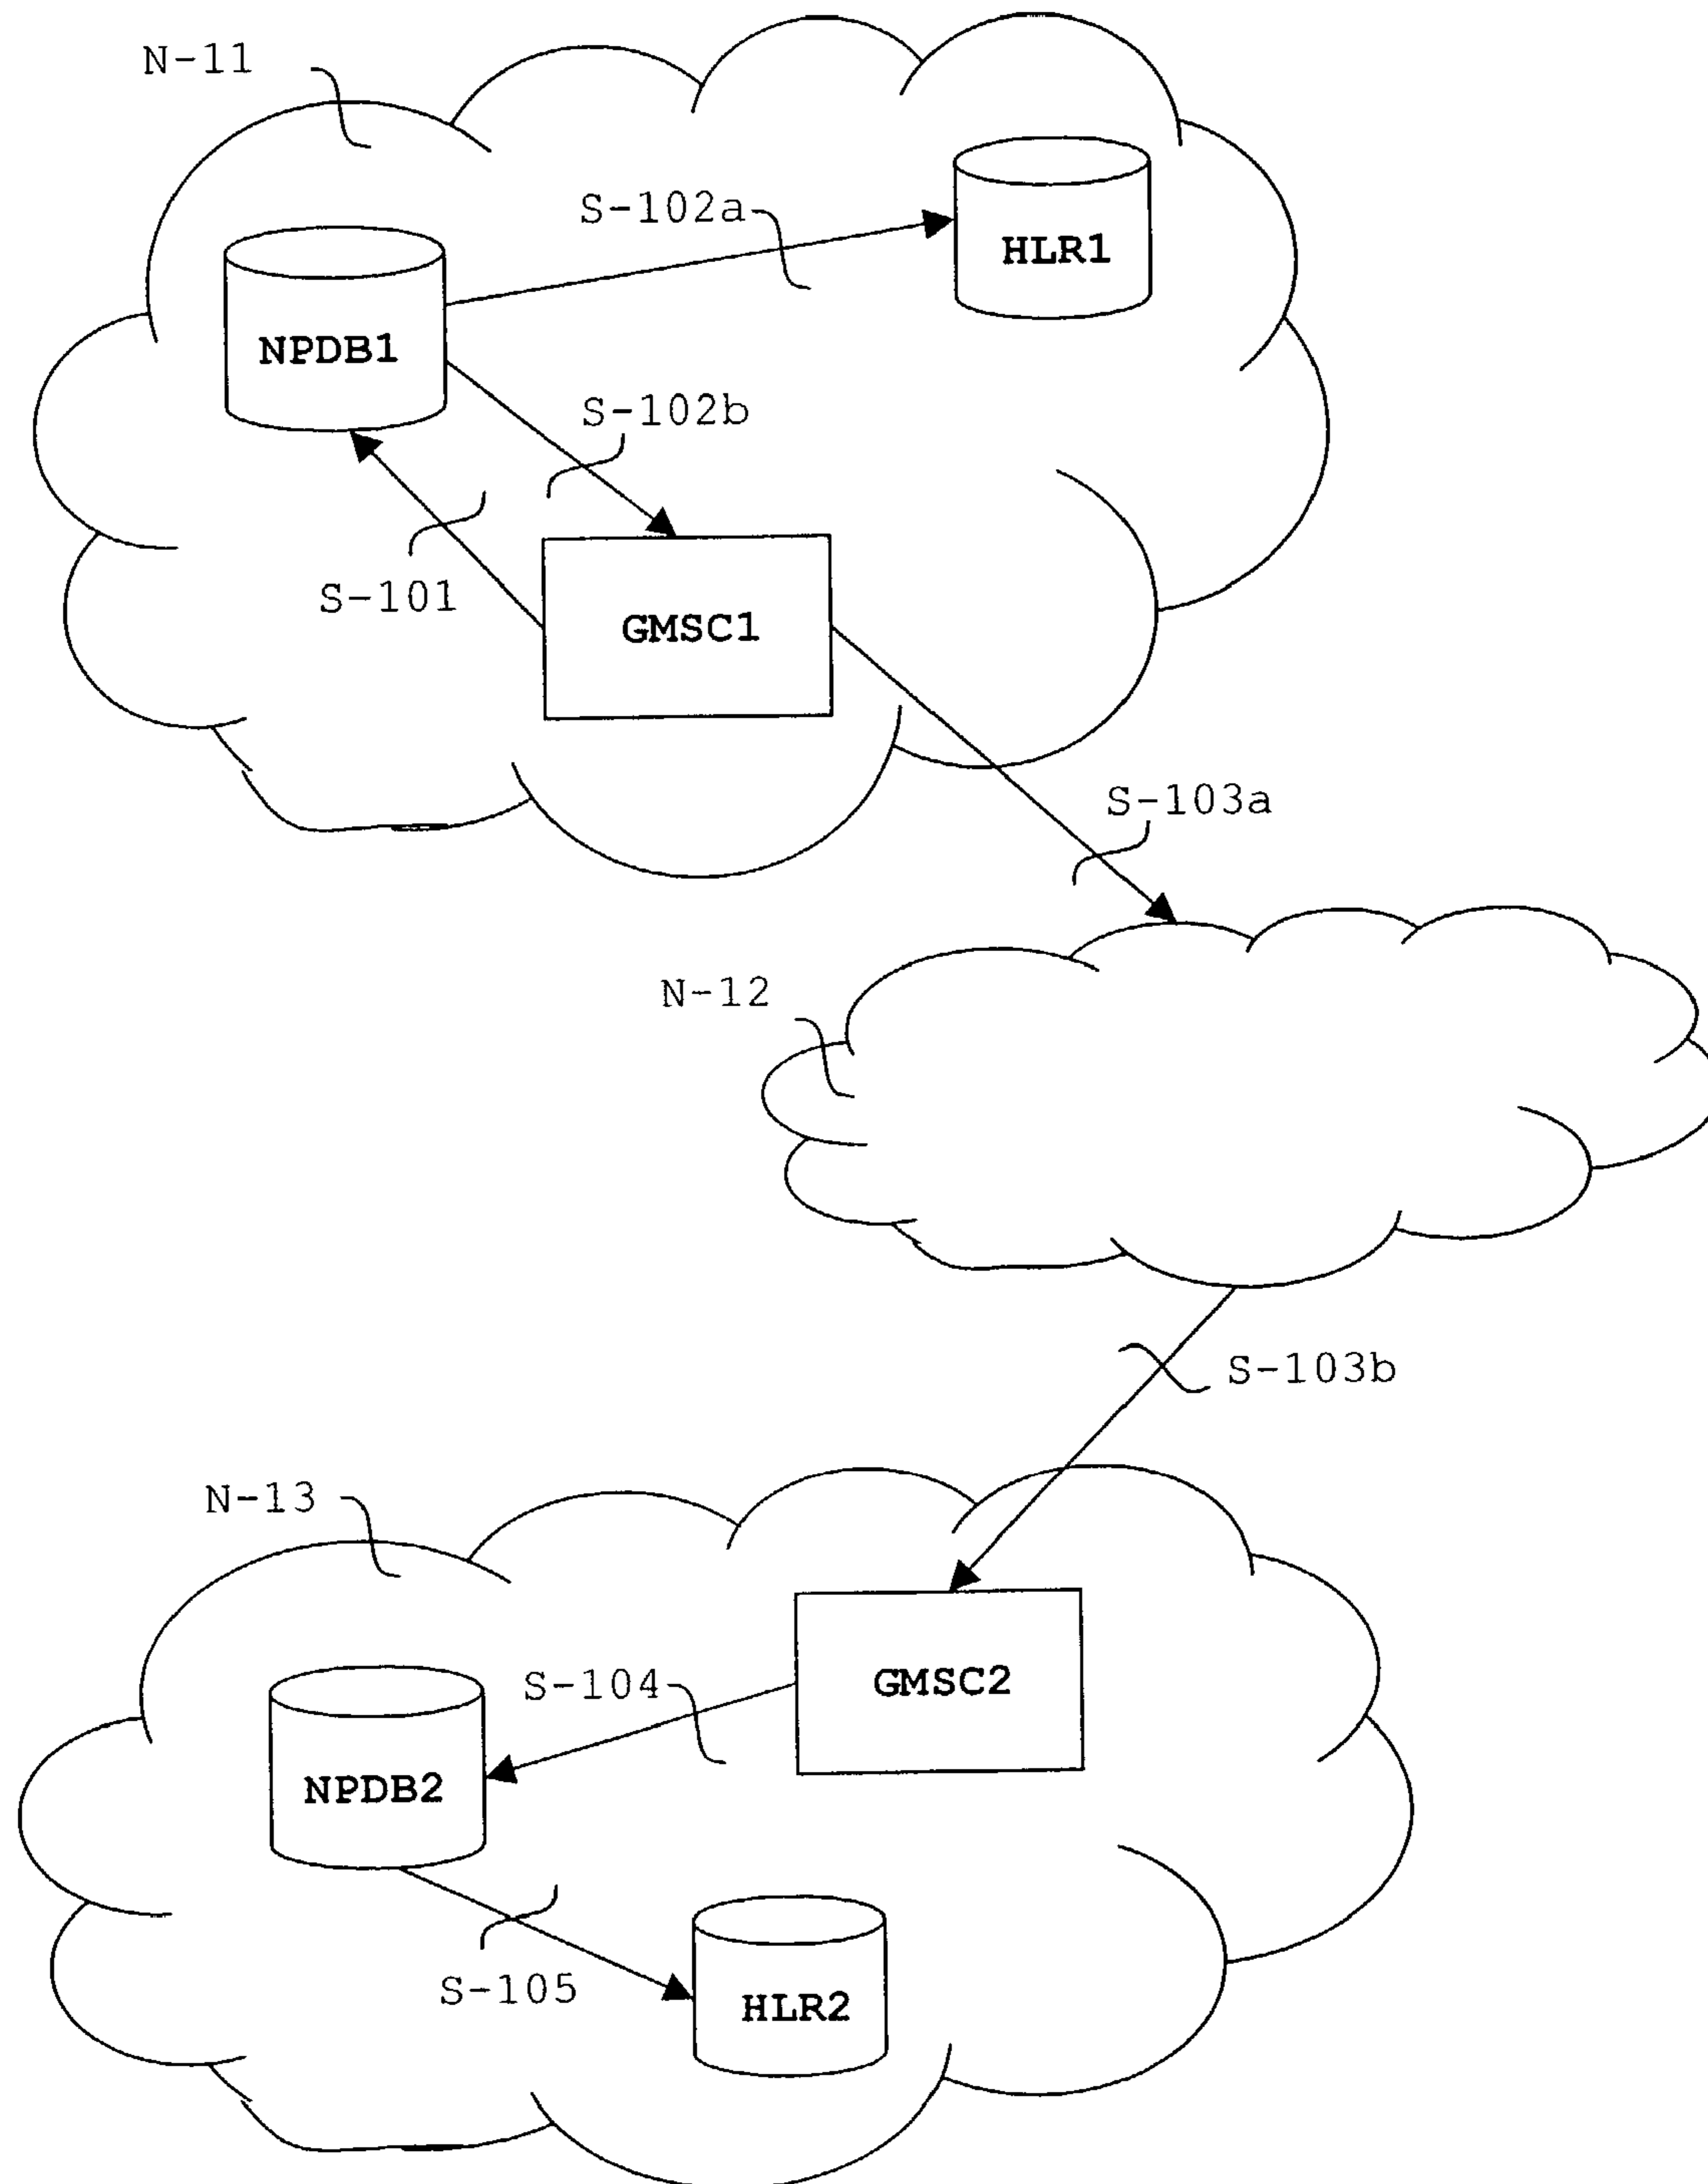 N-11
S-102a
HLR1
NPDB1
S-102b
S-101
GMSC1
S-103a
N-12
S-103b
N-13
S-104
GMSC2
NPDB2
S-105
HLR2